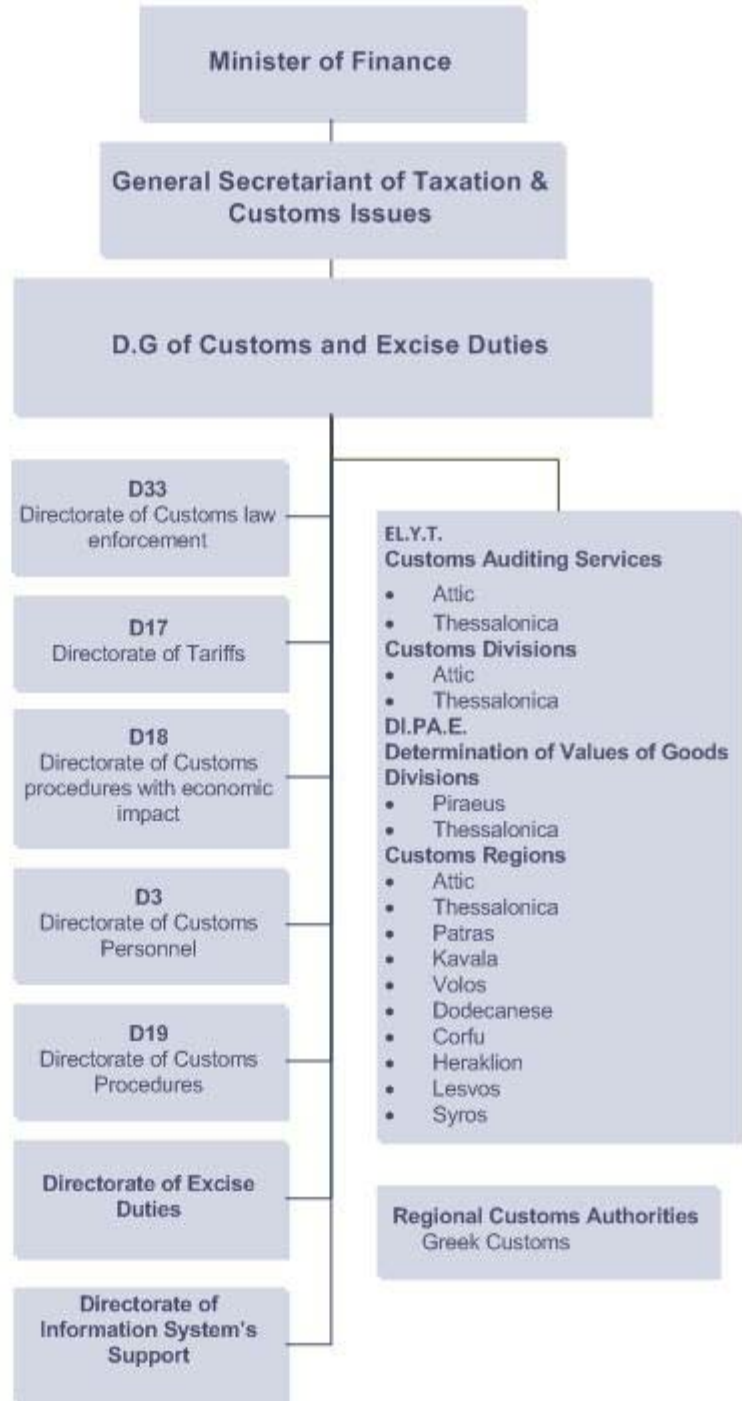 Minister of Finance
General Secretariant of Taxation &
Customs Issues
D.G of Customs and Excise Duties
D33
Directorate of Customs law
enforcement
D17
Directorate of Tariffs
D18
Directorate of Customs
procedures with economic
impact
D3
Directorate of Customs
Personnel
D19
Directorate of Customs
Procedures
Directorate of Excise
Duties
Directorate of
Information System's
Support
EL.Y.T.
Customs Auditing Services
• Attic
• Thessalonica
Customs Divisions
• Attic
• Thessalonica
DI.PA.E.
Determination of Values of Goods
Divisions
• Piraeus
• Thessalonica
Customs Regions
• Attic
• Thessalonica
• Patras
• Kavala
• Volos
• Dodecanese
• Corfu
• Heraklion
• Lesvos
• Syros
Regional Customs Authorities
Greek Customs